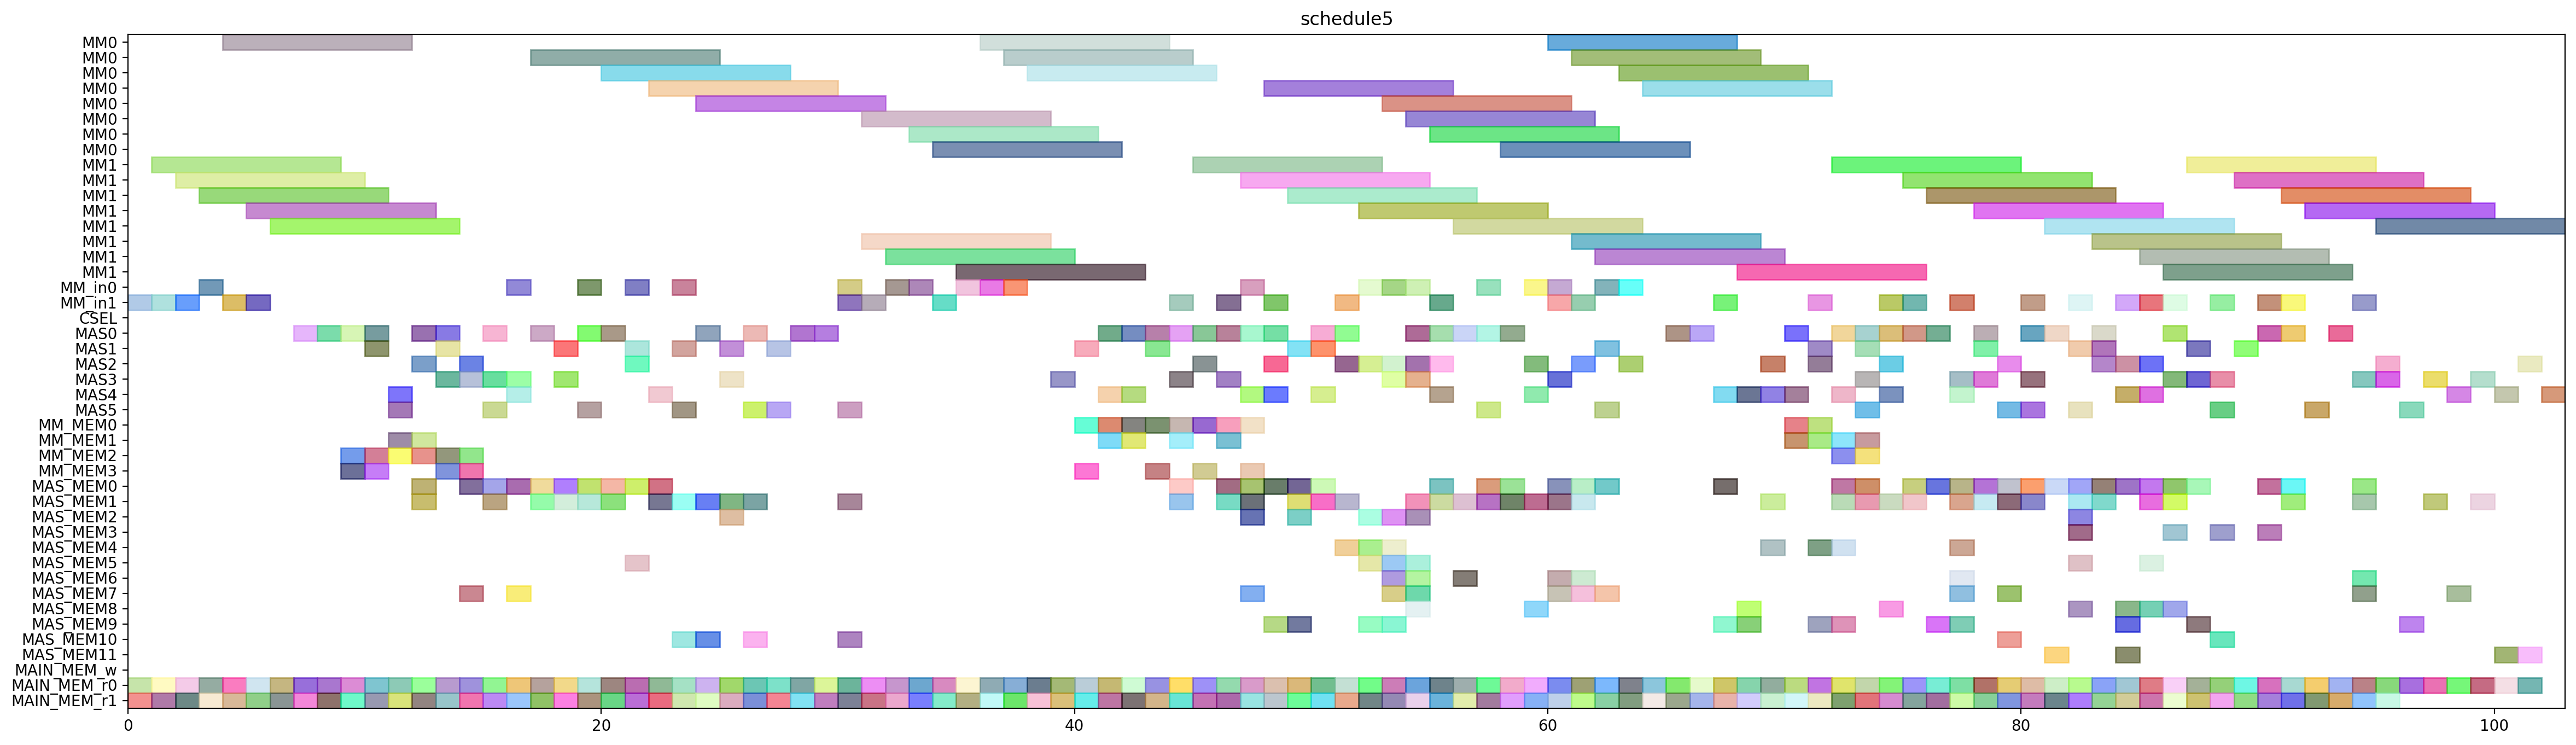 schedule5
MM0
MM0
MM0
MM0
MM0
MM0
MM0
MM0
MM1
MM1
MM1
MM1
MM1
MM1
MM1
MM1
MM_in0
MM_in1
CSEL
MAS0
MAS1
MAS2
MAS3
MAS4
MAS5
MM_MEM0
MM_MEM1
MM_MEM2
MM_MEM3
MAS_MEM0
MAS_MEM1
MAS_MEM2
MAS_MEM3
MAS_MEM4
MAS_MEM5
MAS_MEM6
MAS_MEM7
MAS_MEM8
MAS_MEM9
MAS_MEM10
MAS_MEM11
MAIN_MEM_w
MAIN_MEM_r0
MAIN_MEM_r1
0 20 40 60 80 100